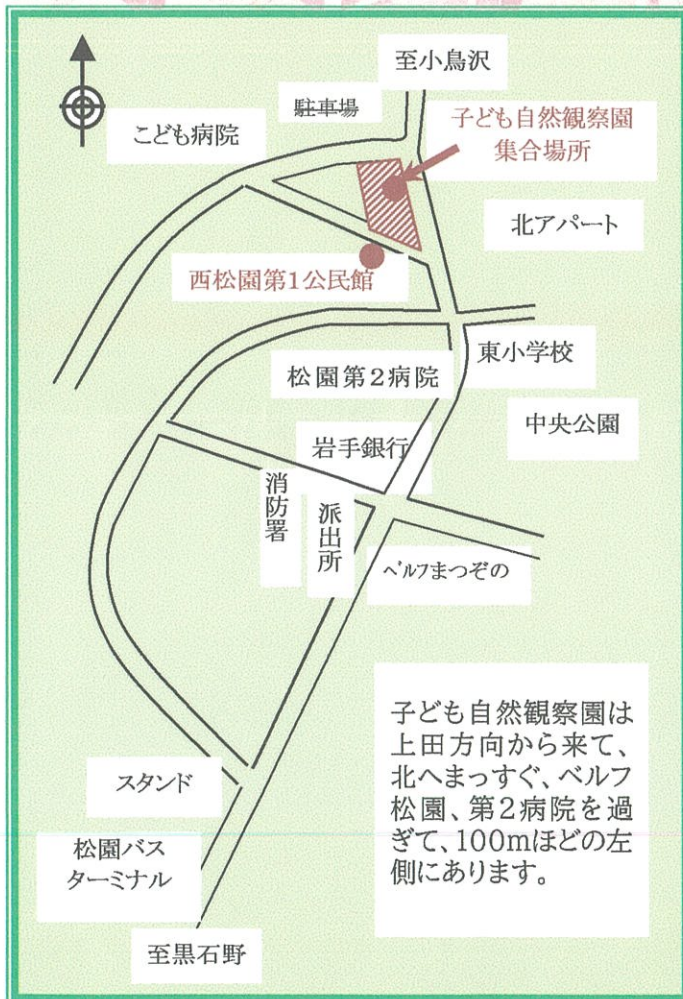 至小鳥沢
駐車場
こども病院
子ども自然観察園
集合場所
北アパート
西松園第1公民館
東小学校
松園第2病院
中央公園
岩手銀行
消防署
派出所
ベルフまつぞの
子ども自然観察園は
上田方向から来て、
北へまっすぐ、ベルフ
松園、第2病院を過
ぎて、100mほどの左
側にあります。
スタンド
松園バス
ターミナル
至黒石野